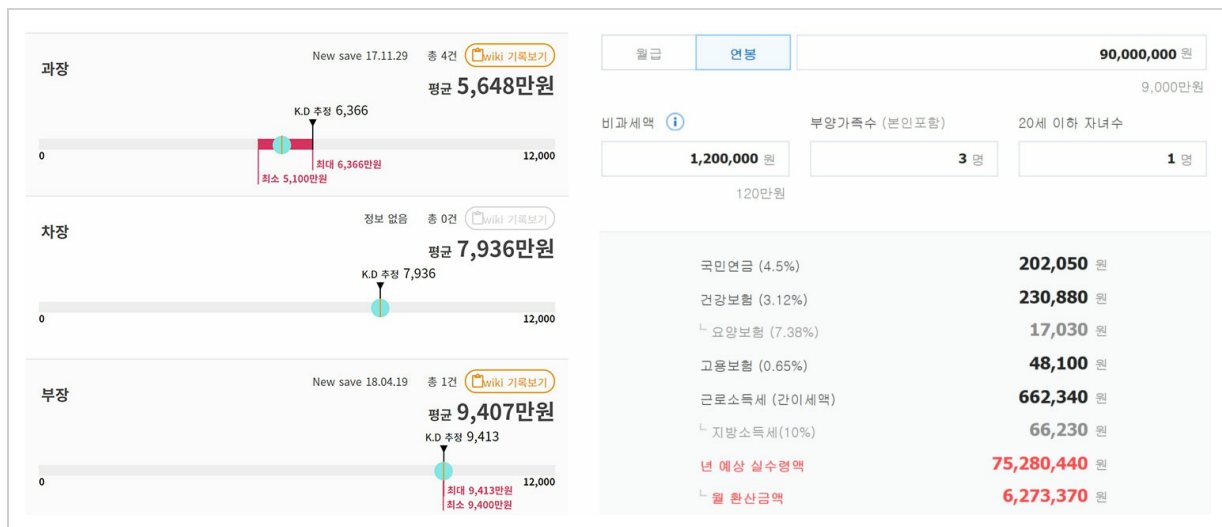 과장
New save 17.11.29 총 4건 wiki 기록보기
평균 5,648만원
K.D 추정 6,366
0 12,000
최대 6,366만원
최소 5,100만원
차장
정보 없음 총 0건 wiki 기록보기
평균 7,936만원
K.D 추정 7,936
0 12,000
부장
New save 18.04.19 총 1건 wiki 기록보기
평균 9,407만원
K.D 추정 9,413
0 12,000
최대 9,413만원
최소 9,400만원
월급 연봉 90,000,000 원
9,000만원
비과세액 i 부양가족수 (본인포함) 20세 이하 자녀수
1,200,000 원 3 명 1 명
120만원
국민연금 (4.5%) 202,050 원
건강보험 (3.12%) 230,880 원
└ 요양보험 (7.38%) 17,030 원
고용보험 (0.65%) 48,100 원
근로소득세 (간이세액) 662,340 원
└ 지방소득세(10%) 66,230 원
년 예상 실수령액 75,280,440 원
└ 월 환산금액 6,273,370 원